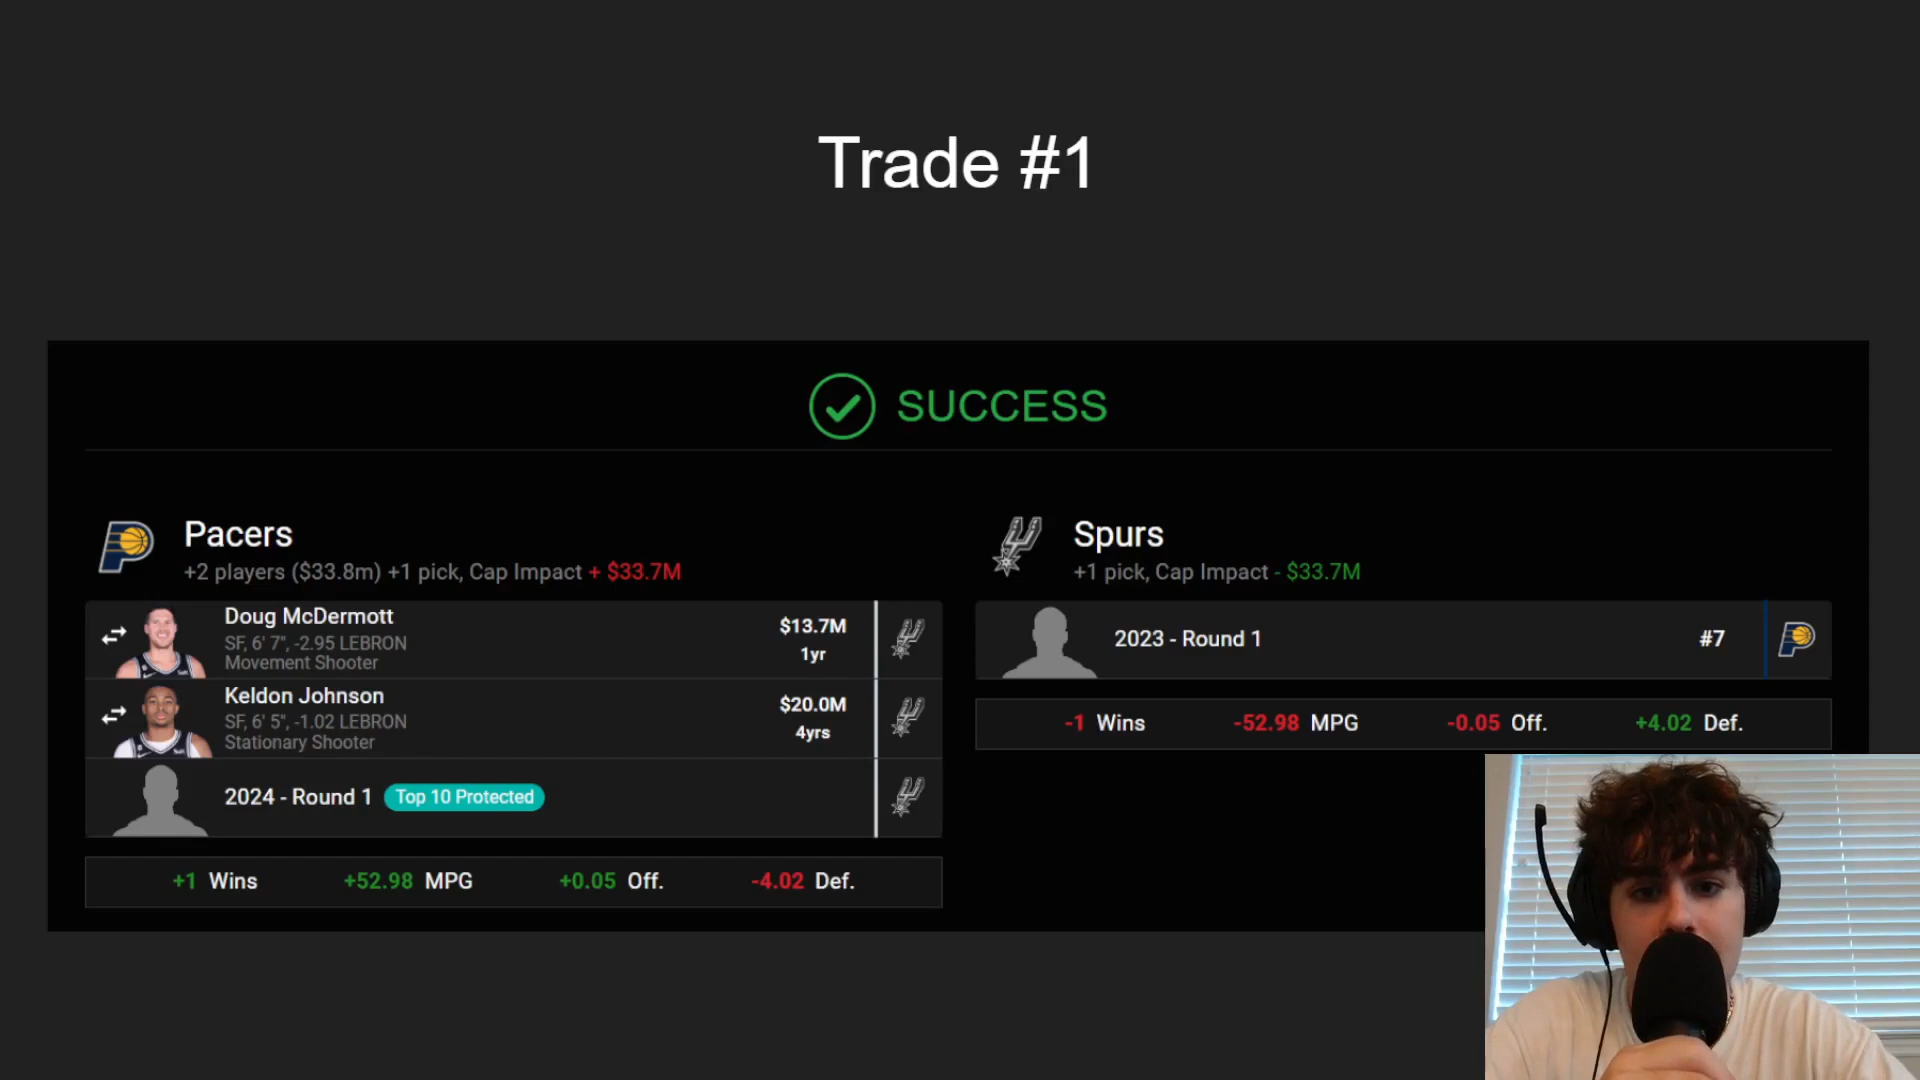 Trade #1
SUCCESS
Pacers
+2 players ($33.8m) +1 pick, Cap Impact + $33.7M
Doug McDermott
SF, 6' 7", -2.95 LEBRON
Movement Shooter
$13.7M
1yr
Keldon Johnson
SF, 6' 5", -1.02 LEBRON
Stationary Shooter
$20.0M
4yrs
2024 - Round 1 Top 10 Protected
+1 Wins +52.98 MPG +0.05 Off. -4.02 Def.
Spurs
+1 pick, Cap Impact - $33.7M
2023 - Round 1 #7
-1 Wins -52.98 MPG -0.05 Off. +4.02 Def.